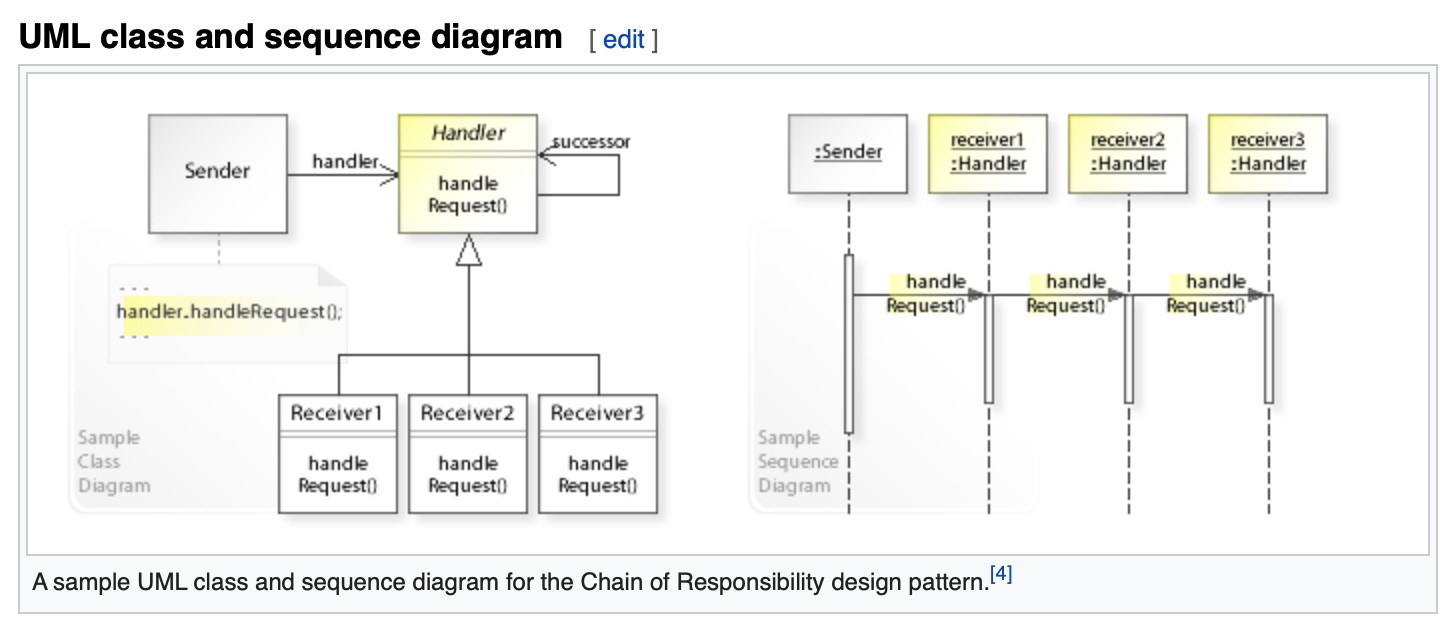 UML class and sequence diagram [ edit ]
Sender
handler
Handler
handle
Request()
successor
. . .
handler.handleRequest();
. . .
Receiver1
handle
Request()
Receiver2
handle
Request()
Receiver3
handle
Request()
Sample
Class
Diagram
:Sender
receiver1
:Handler
receiver2
:Handler
receiver3
:Handler
handle
Request()
handle
Request()
handle
Request()
Sample
Sequence
Diagram
A sample UML class and sequence diagram for the Chain of Responsibility design pattern.[4]